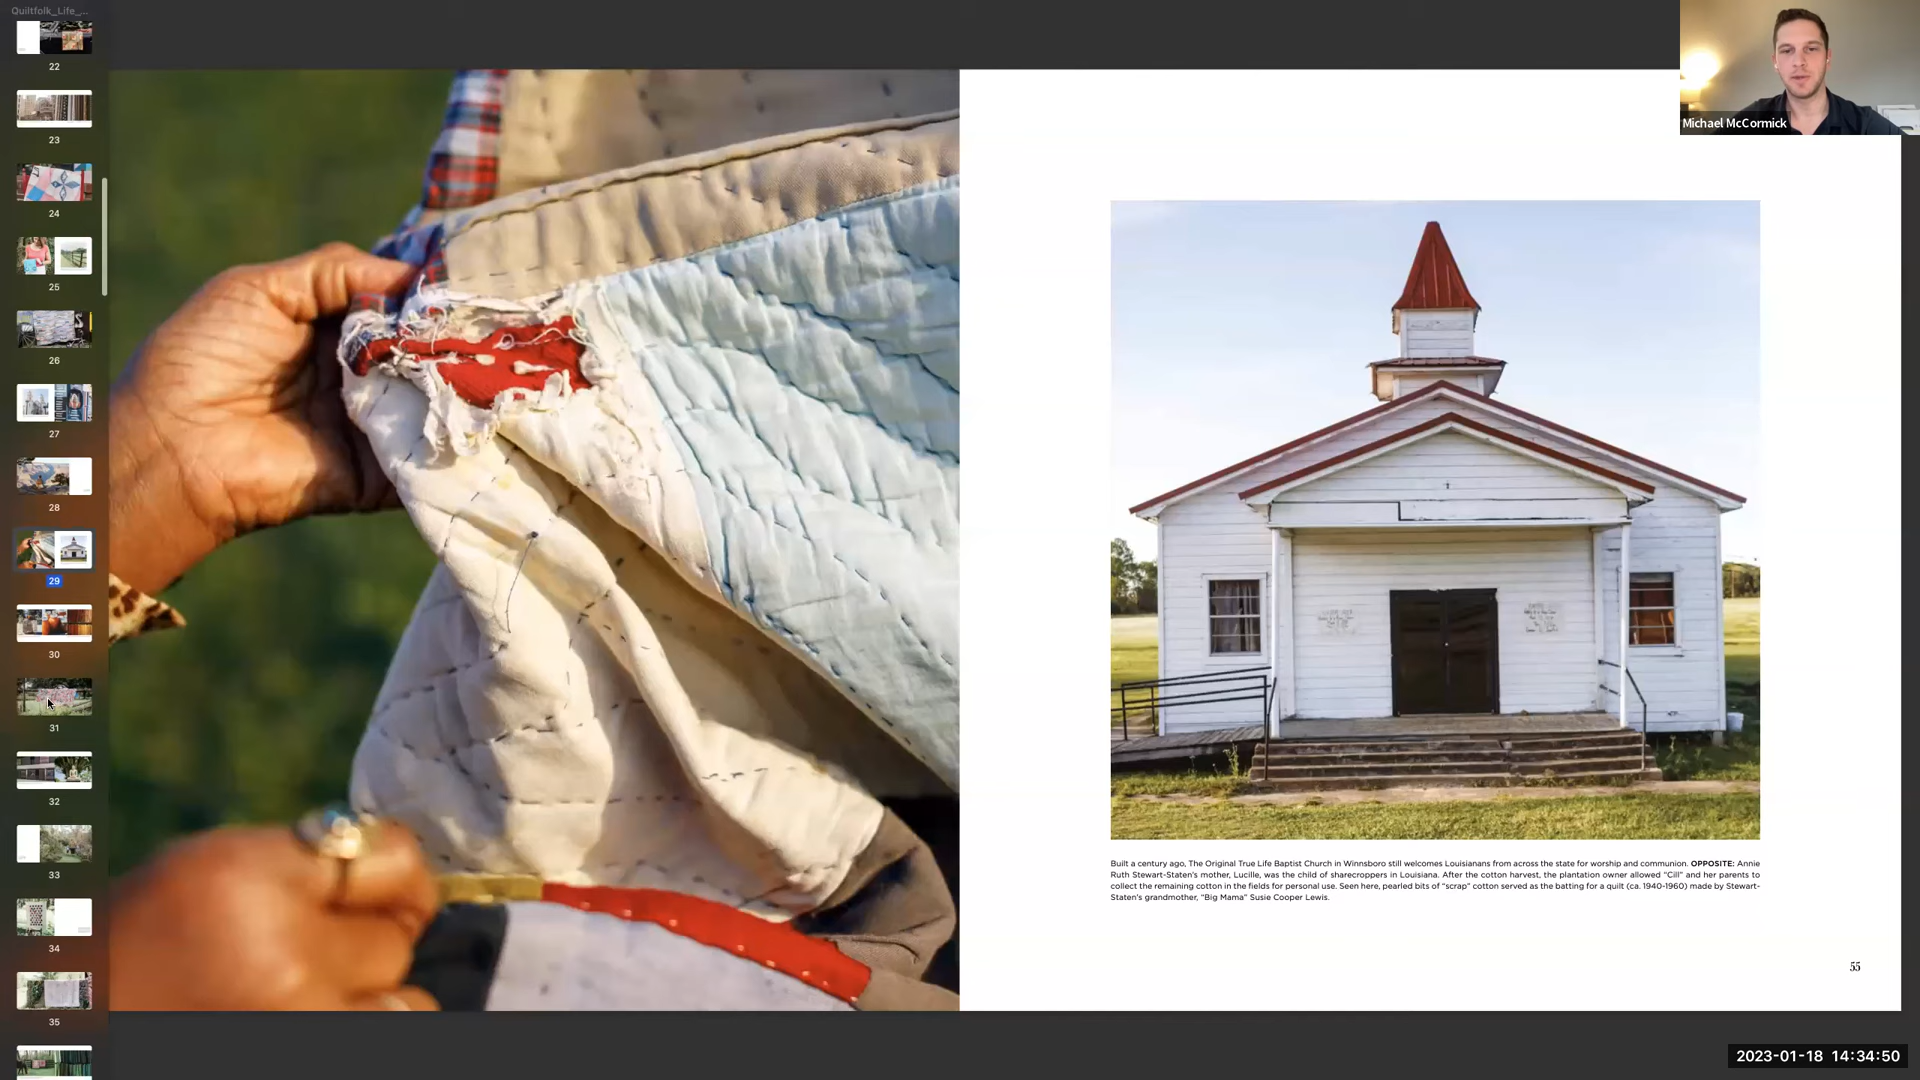 Quiltfolk_Life_...
22
23
24
25
26
27
28
29
30
31
32
33
34
35
Michael McCormick
Built a century ago, The Original True Life Baptist Church in Winnsboro still welcomes Louisianans from across the state for worship and communion. OPPOSITE: Annie
Ruth Stewart-Staten's mother, Lucille, was the child of sharecroppers in Louisiana. After the cotton harvest, the plantation owner allowed “Cill” and her parents to
collect the remaining cotton in the fields for personal use. Seen here, pearled bits of “scrap” cotton served as the batting for a quilt (ca. 1940-1960) made by Stewart-
Staten's grandmother, “Big Mama” Susie Cooper Lewis.
55
2023-01-18 14:34:50